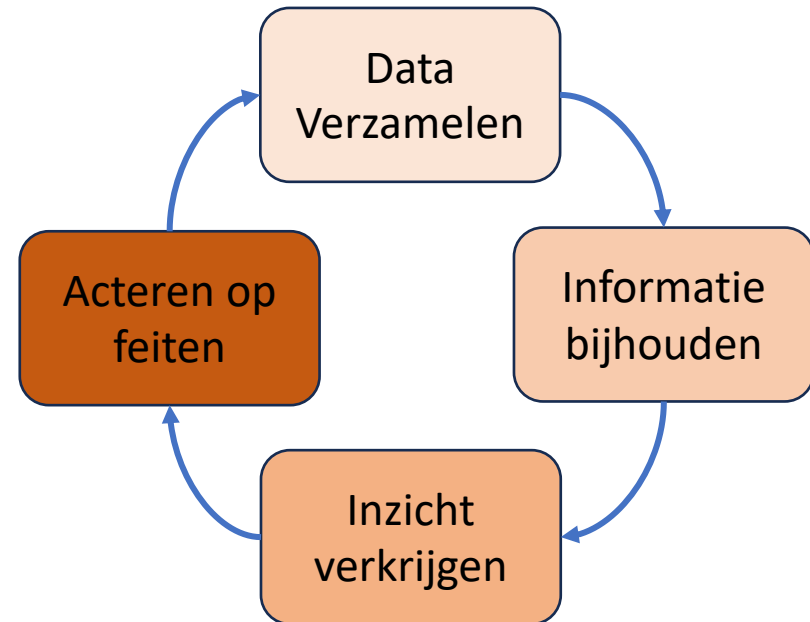 Data
Verzamelen
Informatie
bijhouden
Inzicht
verkrijgen
Acteren op
feiten